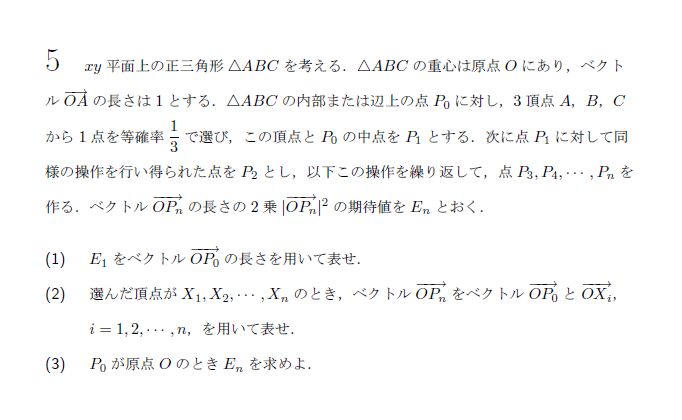 5 xy 平面上の正三角形 △ABC を考える．△ABC の重心は原点 O にあり，ベクト
ル $\overrightarrow{OA}$ の長さは 1 とする．△ABC の内部または辺上の点 $P_0$ に対し，3 頂点 A，B，C
から 1 点を等確率 $\frac{1}{3}$ で選び，この頂点と $P_0$ の中点を $P_1$ とする．次に点 $P_1$ に対して同
様の操作を行い得られた点を $P_2$ とし，以下この操作を繰り返して，点 $P_3, P_4, \cdots, P_n$ を
作る．ベクトル $\overrightarrow{OP_n}$ の長さの 2 乗 $|\overrightarrow{OP_n}|^2$ の期待値を $E_n$ とおく．
(1) $E_1$ をベクトル $\overrightarrow{OP_0}$ の長さを用いて表せ．
(2) 選んだ頂点が $X_1, X_2, \cdots, X_n$ のとき，ベクトル $\overrightarrow{OP_n}$ をベクトル $\overrightarrow{OP_0}$ と $\overrightarrow{OX_i}$，
$i = 1, 2, \cdots, n$，を用いて表せ．
(3) $P_0$ が原点 O のとき $E_n$ を求めよ．